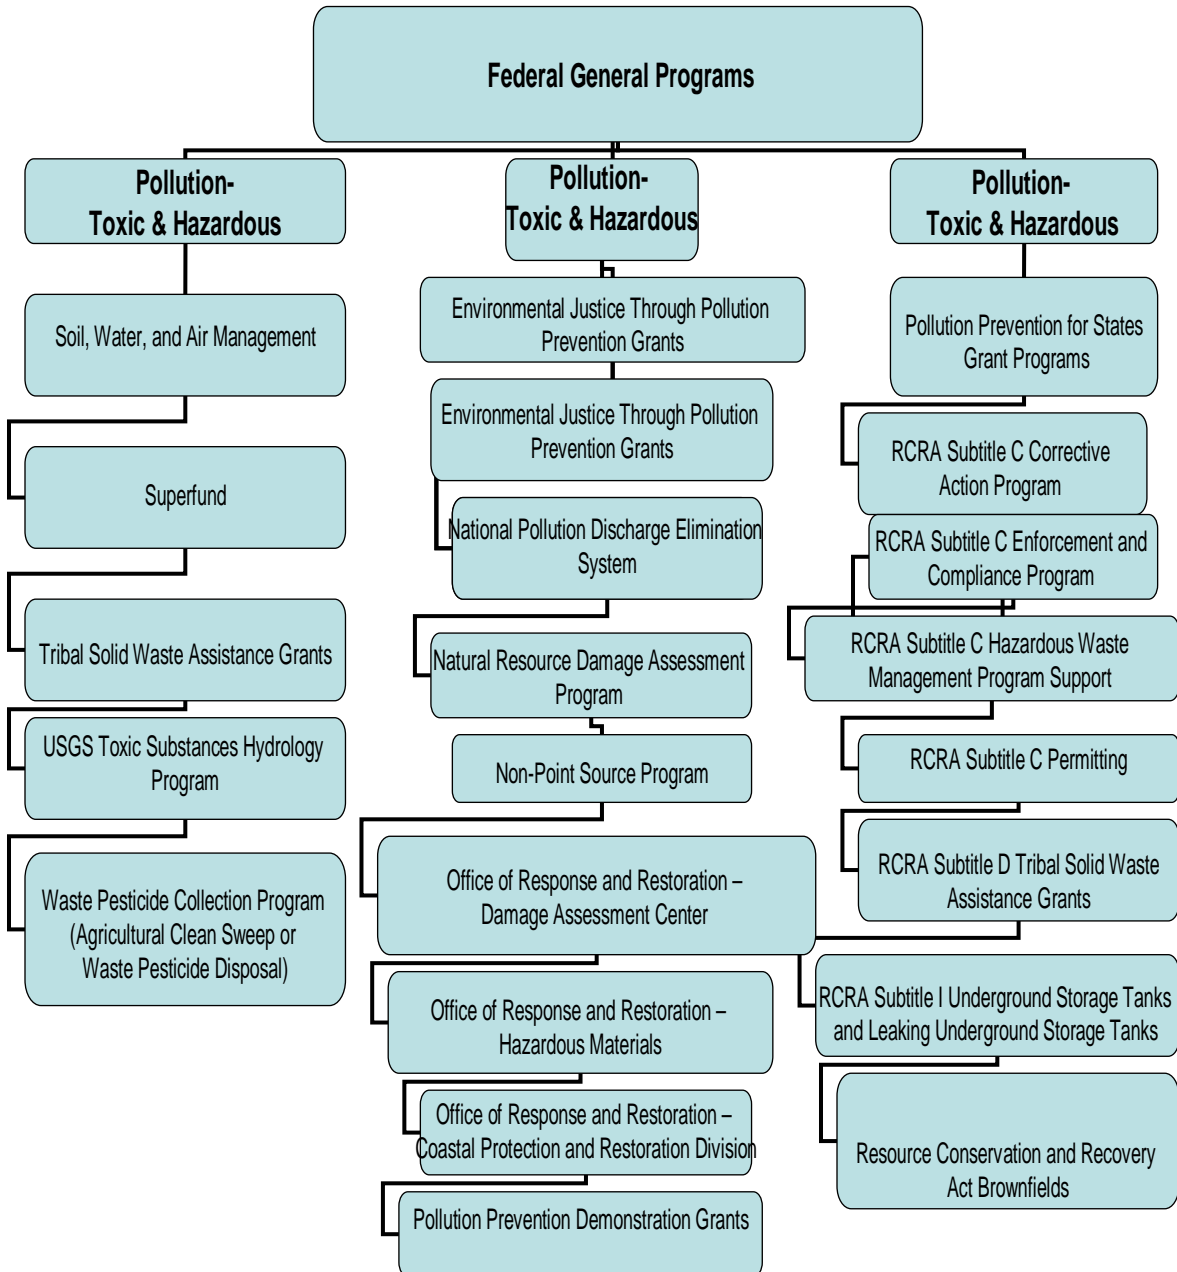 Federal General Programs
Pollution-
Toxic & Hazardous
Soil, Water, and Air Management
Superfund
Tribal Solid Waste Assistance Grants
USGS Toxic Substances Hydrology
Program
Waste Pesticide Collection Program
(Agricultural Clean Sweep or
Waste Pesticide Disposal)
Pollution-
Toxic & Hazardous
Environmental Justice Through Pollution
Prevention Grants
Environmental Justice Through Pollution
Prevention Grants
National Pollution Discharge Elimination
System
Natural Resource Damage Assessment
Program
Non-Point Source Program
Office of Response and Restoration –
Damage Assessment Center
Office of Response and Restoration –
Hazardous Materials
Office of Response and Restoration –
Coastal Protection and Restoration Division
Pollution Prevention Demonstration Grants
Pollution-
Toxic & Hazardous
Pollution Prevention for States
Grant Programs
RCRA Subtitle C Corrective
Action Program
RCRA Subtitle C Enforcement and
Compliance Program
RCRA Subtitle C Hazardous Waste
Management Program Support
RCRA Subtitle C Permitting
RCRA Subtitle D Tribal Solid Waste
Assistance Grants
RCRA Subtitle I Underground Storage Tanks
and Leaking Underground Storage Tanks
Resource Conservation and Recovery
Act Brownfields